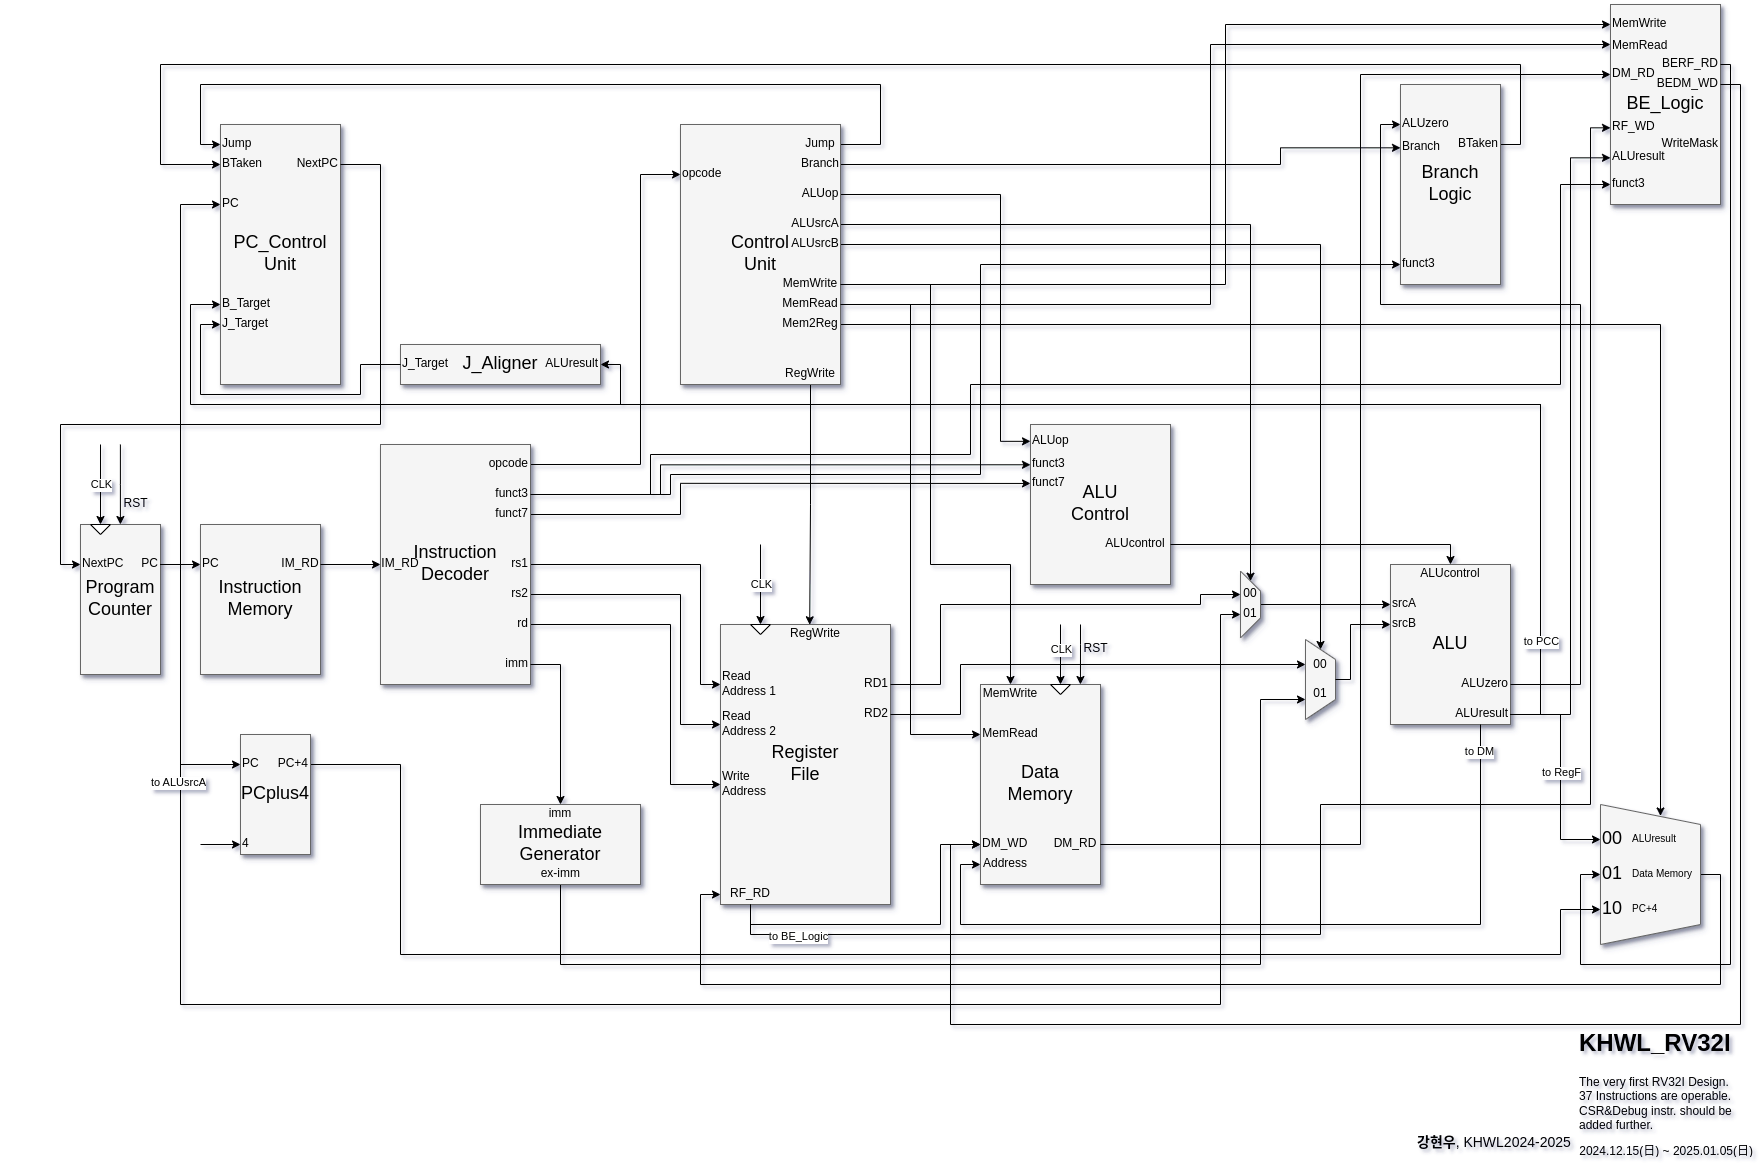 MemWrite
MemRead
BERF_RD
DM_RD
BEDM_WD
BE_Logic
RF_WD
WriteMask
ALUresult
funct3
Jump
BTaken
NextPC
PC
PC_Control
Unit
B_Target
J_Target
J_Target
J_Aligner
ALUresult
opcode
Jump
Branch
ALUop
ALUsrcA
ALUsrcB
Control
Unit
MemWrite
MemRead
Mem2Reg
RegWrite
ALUzero
Branch
BTaken
Branch
Logic
funct3
CLK
RST
NextPC
PC
Program
Counter
PC
IM_RD
Instruction
Memory
opcode
funct3
funct7
IM_RD
Instruction
Decoder
rs1
rs2
rd
imm
ALUop
funct3
funct7
ALU
Control
ALUcontrol
CLK
RegWrite
Read
Address 1
Read
Address 2
Register
File
Write
Address
RD1
RD2
RF_RD
to BE_Logic
CLK
RST
MemWrite
MemRead
Data
Memory
DM_WD
DM_RD
Address
00
01
00
01
ALUcontrol
srcA
srcB
ALU
ALUzero
ALUresult
to PCC
to DM
to RegF
to ALUsrcA
PC
PC+4
PCplus4
4
imm
Immediate
Generator
ex-imm
00 ALUresult
01 Data Memory
10 PC+4
KHWL_RV32I
The very first RV32I Design.
37 Instructions are operable.
CSR&Debug instr. should be
added further.
강현우, KHWL2024-2025
2024.12.15(日) ~ 2025.01.05(日)